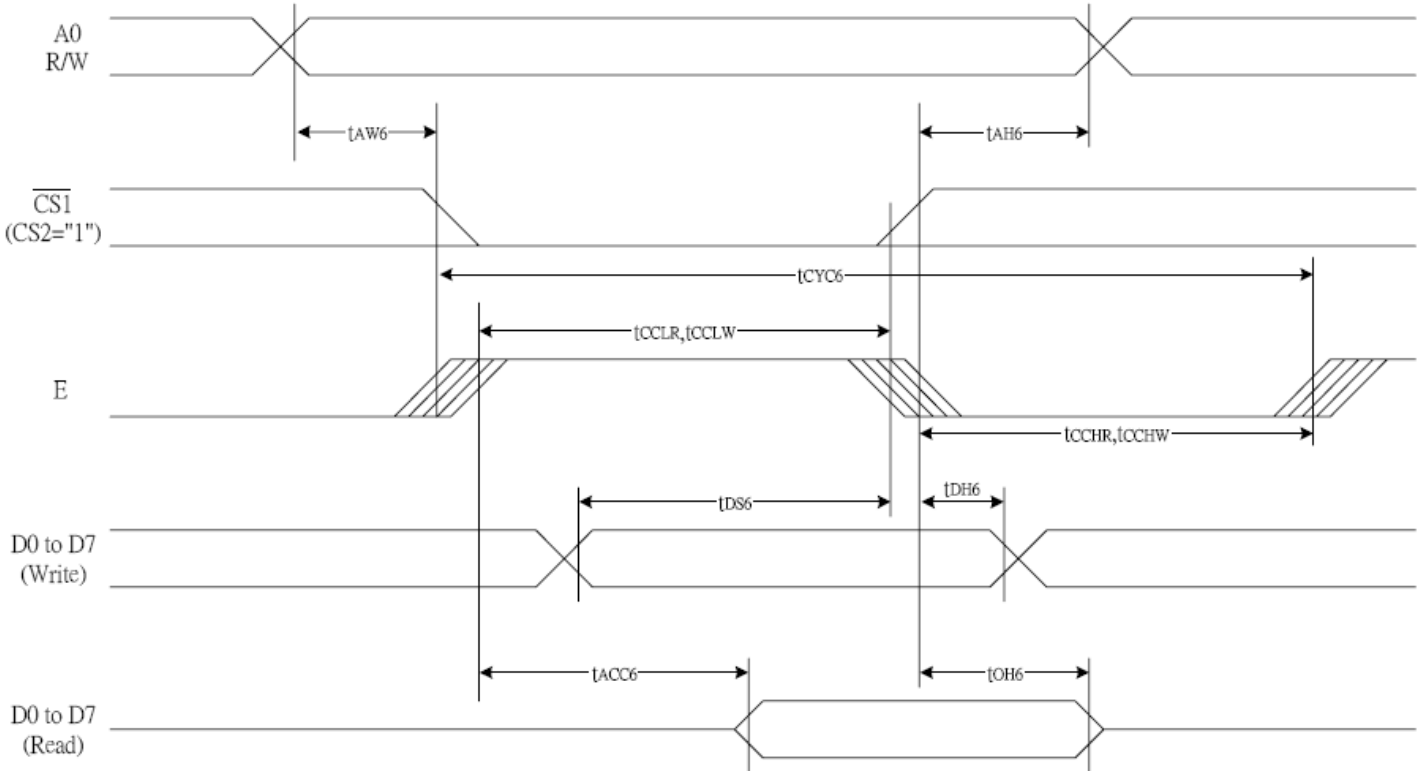 A0
R/W
tAW6
tAH6
CS1
(CS2="1")
tCYC6
tCCLR,tCCLW
E
tCCHR,tCCHW
tDS6
tDH6
D0 to D7
(Write)
tACC6
tOH6
D0 to D7
(Read)